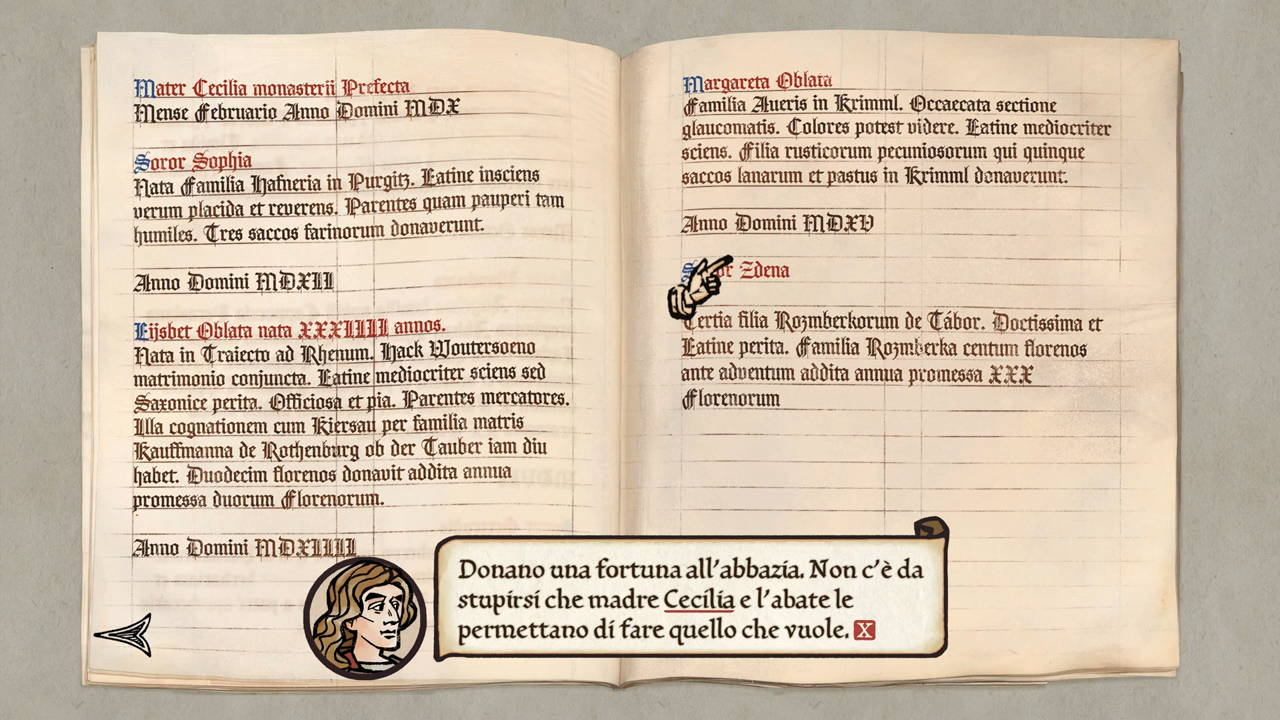 Mater Cecilia monasterii Prefecta
Mense Februario Anno Domini MDX
Soror Sophia
Nata Familia Hafneria in Purgitz. Latine insciens
verum placida et reverens. Parentes quam pauperi tam
humiles. Tres saccos farinorum donaverunt.
Anno Domini MDXII
Lijsbet Oblata nata XXXIIII annos.
Nata in Traiecto ad Rhenum. Hack Woutersoeno
matrimonio conjuncta. Latine mediocriter sciens sed
Saxonice perita. Officiosa et pia. Parentes mercatores.
Illa cognationem cum Kiersau per familia matris
Kauffmanna de Rothenburg ob der Tauber iam diu
habet. Duodecim florenos donavit addita annua
promessa duorum Florenorum.
Anno Domini MDXIIII
Margareta Oblata
Familia Aueris in Krimml. Occaecata sectione
glaucomatis. Colores potest videre. Latine mediocriter
sciens. Filia rusticorum pecuniosorum qui quinque
saccos lanarum et pastus in Krimml donaverunt.
Anno Domini MDXV
Zdena
Tertia filia Rozmberkorum de Tábor. Doctissima et
Latine perita. Familia Rozmberka centum florenos
ante adventum addita annua promessa XXX
Florenorum
Donano una fortuna all'abbazia. Non c'è da
stupirsi che madre Cecilia e l'abate le
permettano di fare quello che vuole. X